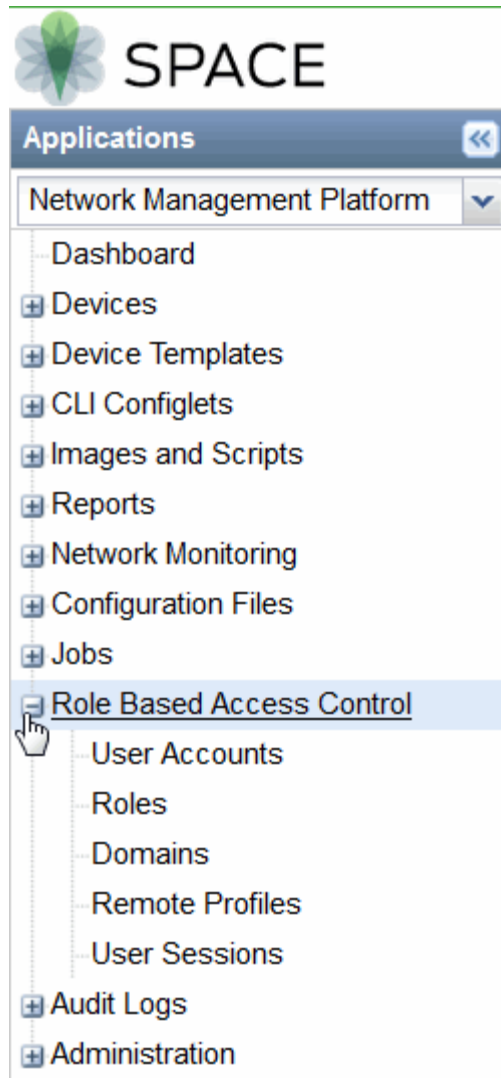 SPACE
Applications
Network Management Platform
Dashboard
Devices
Device Templates
CLI Configlets
Images and Scripts
Reports
Network Monitoring
Configuration Files
Jobs
Role Based Access Control
User Accounts
Roles
Domains
Remote Profiles
User Sessions
Audit Logs
Administration